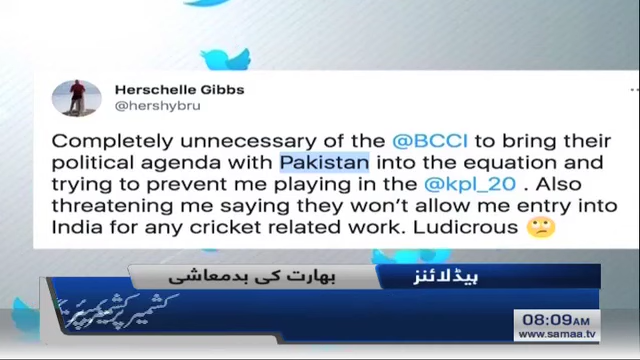 Herschelle Gibbs
@hershybru
Completely unnecessary of the @BCCI to bring their
political agenda with Pakistan into the equation and
trying to prevent me playing in the @kpl_20 . Also
threatening me saying they won't allow me entry into
India for any cricket related work. Ludicrous 🙄
ہیڈلائنز
بھارت کی بدمعاشی
08:09AM
www.samaa.tv